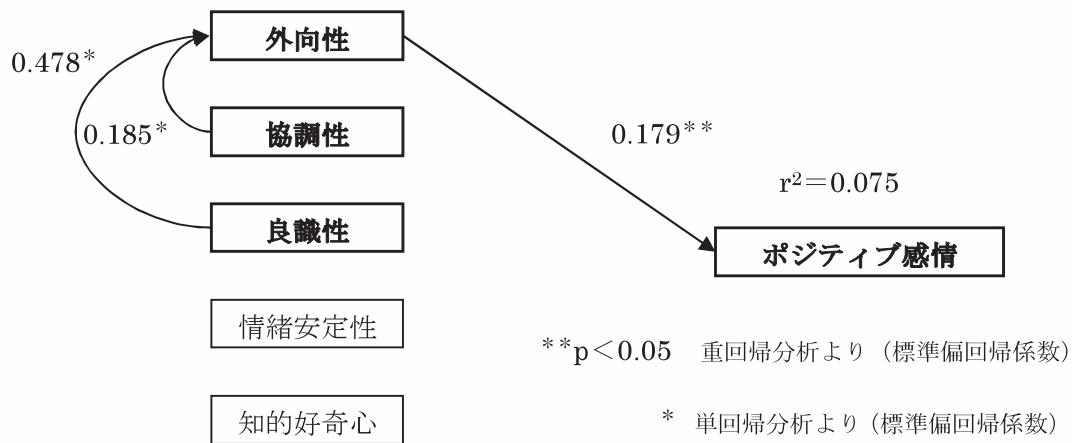 外向性
0.478*
協調性
0.185*
0.179**
r²=0.075
良識性
ポジティブ感情
情緒安定性
**p<0.05 重回帰分析より（標準偏回帰係数）
知的好奇心
* 単回帰分析より（標準偏回帰係数）